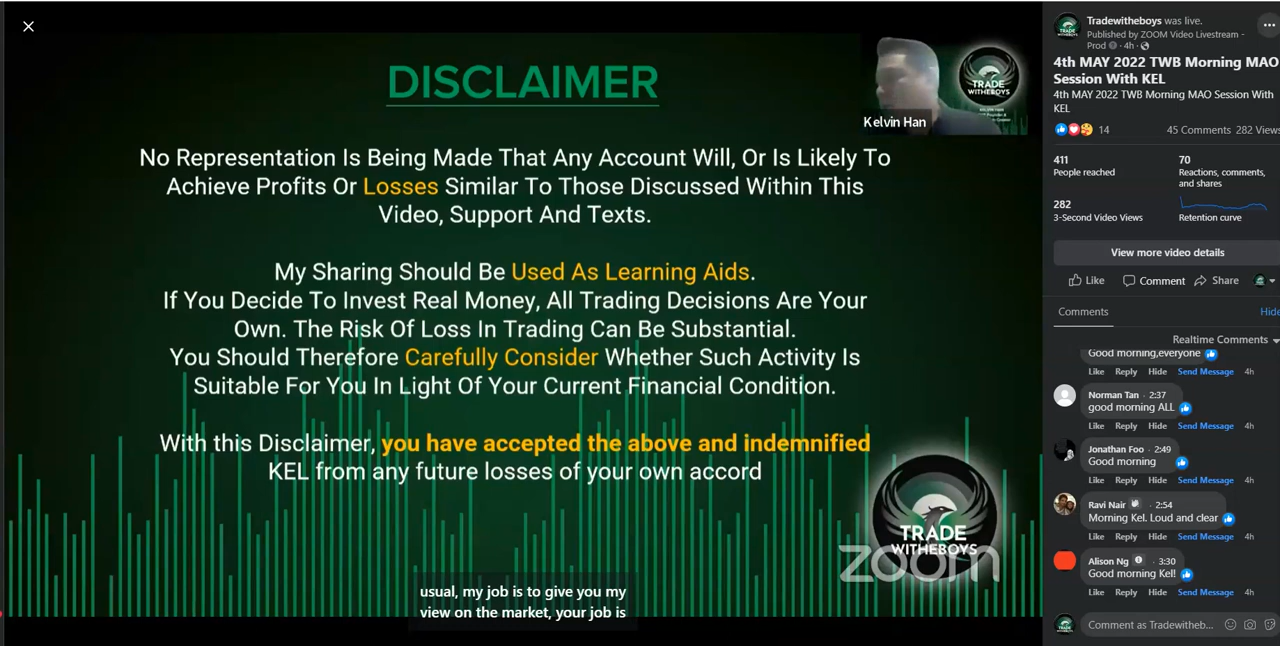 DISCLAIMER
No Representation Is Being Made That Any Account Will, Or Is Likely To
Achieve Profits Or Losses Similar To Those Discussed Within This
Video, Support And Texts.
My Sharing Should Be Used As Learning Aids.
If You Decide To Invest Real Money, All Trading Decisions Are Your
Own. The Risk Of Loss In Trading Can Be Substantial.
You Should Therefore Carefully Consider Whether Such Activity Is
Suitable For You In Light Of Your Current Financial Condition.
With this Disclaimer, you have accepted the above and indemnified
KEL from any future losses of your own accord
TRADE
WITHEBOYS
Kelvin Han
TRADE
WITHEBOYS
zoom
usual, my job is to give you my
view on the market, your job is
Tradewitheboys was live.
Published by ZOOM Video Livestream -
Prod · 4h ·
4th MAY 2022 TWB Morning MAO
Session With KEL
4th MAY 2022 TWB Morning MAO Session With
KEL
14 45 Comments 282 Views
411 70
People reached Reactions, comments,
and shares
282
3-Second Video Views Retention curve
View more video details
Like Comment Share
Comments Hide
Realtime Comments
Good morning,everyone
Like Reply Hide Send Message 4h
Norman Tan · 2:37
good morning ALL
Like Reply Hide Send Message 4h
Jonathan Foo · 2:49
Good morning
Like Reply Hide Send Message 4h
Ravi Nair · 2:54
Morning Kel. Loud and clear
Like Reply Hide Send Message 4h
Alison Ng · 3:30
Good morning Kel!
Like Reply Hide Send Message 4h
Comment as Tradewitheb...